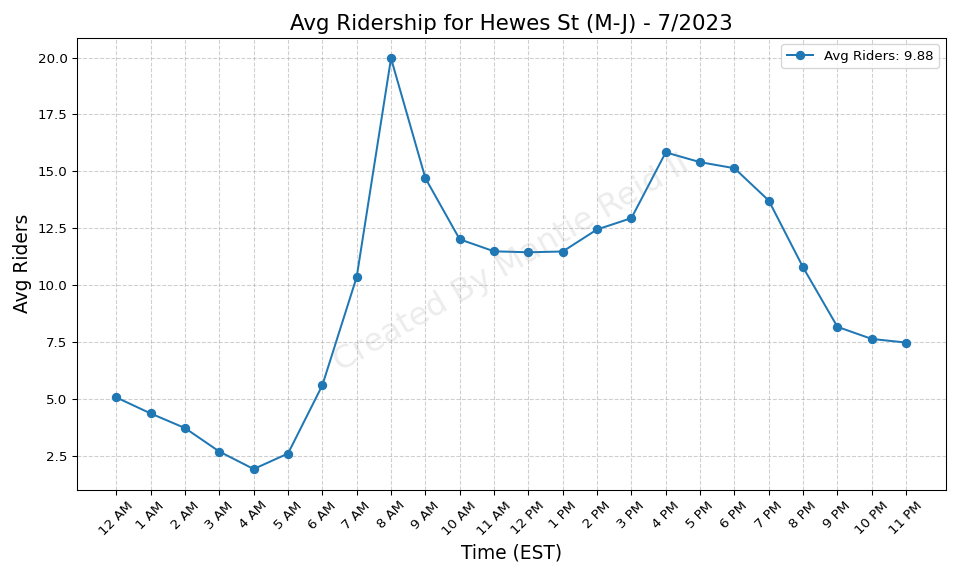 Avg Ridership for Hewes St (M-J) - 7/2023
Avg Riders: 9.88
Avg Riders
20.0
17.5
15.0
12.5
10.0
7.5
5.0
2.5
12 AM
1 AM
2 AM
3 AM
4 AM
5 AM
6 AM
7 AM
8 AM
9 AM
10 AM
11 AM
12 PM
1 PM
2 PM
3 PM
4 PM
5 PM
6 PM
7 PM
8 PM
9 PM
10 PM
11 PM
Time (EST)
Created By Mantie Reid II